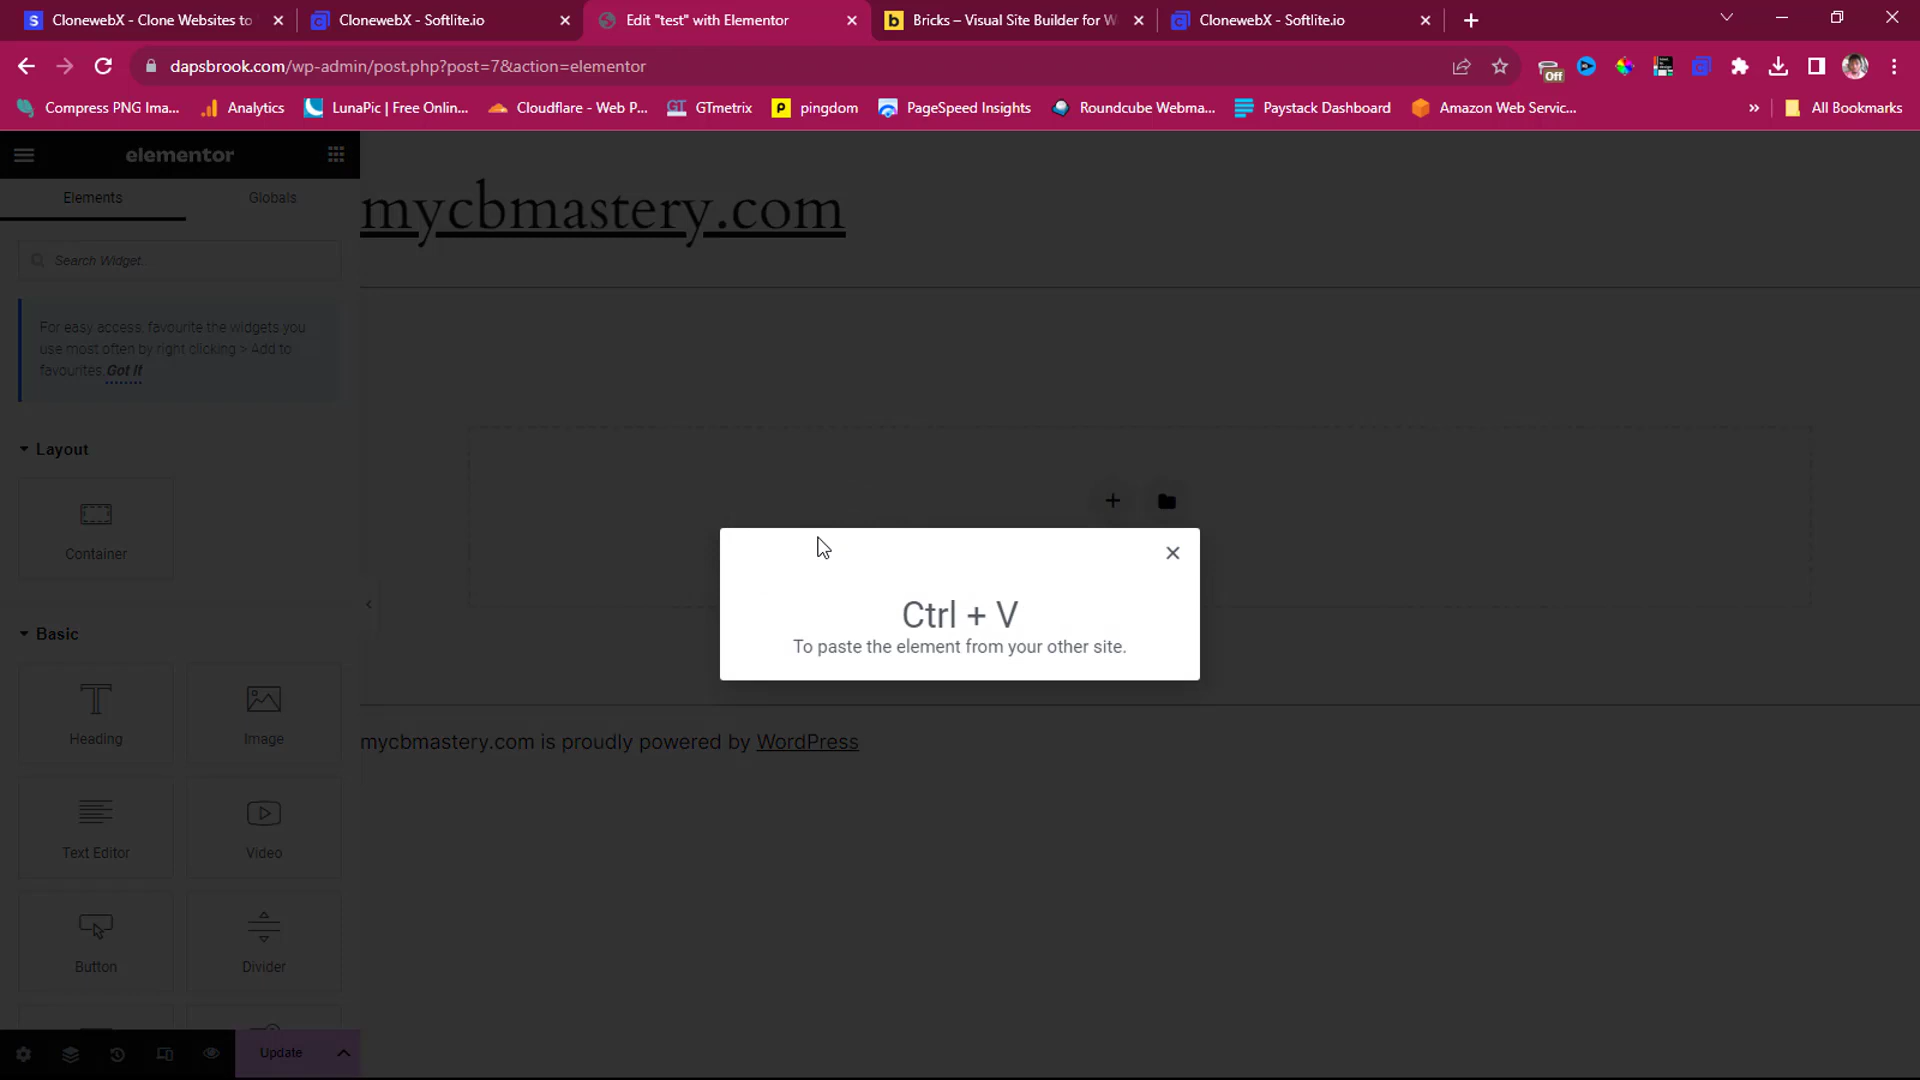 ClonewebX - Clone Websites to
ClonewebX - Softlite.io
Edit "test" with Elementor
Bricks – Visual Site Builder for W
ClonewebX - Softlite.io
dapsbrook.com/wp-admin/post.php?post=7&action=elementor
Off
Compress PNG Ima...
Analytics
LunaPic | Free Onlin...
Cloudflare - Web P...
GTmetrix
pingdom
PageSpeed Insights
Roundcube Webma...
Paystack Dashboard
Amazon Web Servic...
»
All Bookmarks
elementor
Elements
Globals
mycbmastery.com
Search Widget...
For easy access, favourite the widgets you
use most often by right clicking > Add to
favourites. Got It
Layout
Container
Ctrl + V
To paste the element from your other site.
Basic
Heading
Image
mycbmastery.com is proudly powered by WordPress
Text Editor
Video
Button
Divider
Update